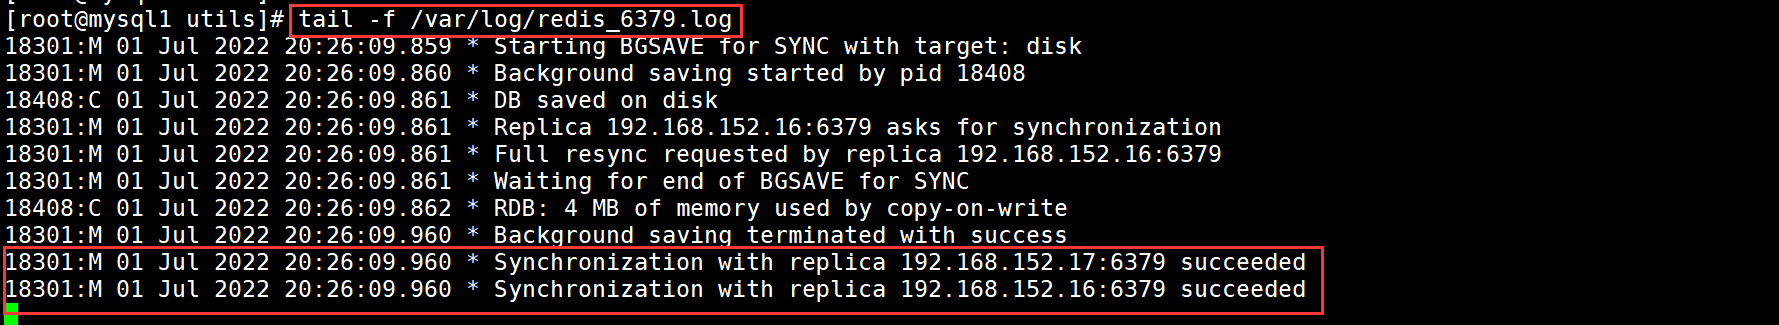 [root@mysql1 utils]# tail -f /var/log/redis_6379.log
18301:M 01 Jul 2022 20:26:09.859 * Starting BGSAVE for SYNC with target: disk
18301:M 01 Jul 2022 20:26:09.860 * Background saving started by pid 18408
18408:C 01 Jul 2022 20:26:09.861 * DB saved on disk
18301:M 01 Jul 2022 20:26:09.861 * Replica 192.168.152.16:6379 asks for synchronization
18301:M 01 Jul 2022 20:26:09.861 * Full resync requested by replica 192.168.152.16:6379
18301:M 01 Jul 2022 20:26:09.861 * Waiting for end of BGSAVE for SYNC
18408:C 01 Jul 2022 20:26:09.862 * RDB: 4 MB of memory used by copy-on-write
18301:M 01 Jul 2022 20:26:09.960 * Background saving terminated with success
18301:M 01 Jul 2022 20:26:09.960 * Synchronization with replica 192.168.152.17:6379 succeeded
18301:M 01 Jul 2022 20:26:09.960 * Synchronization with replica 192.168.152.16:6379 succeeded